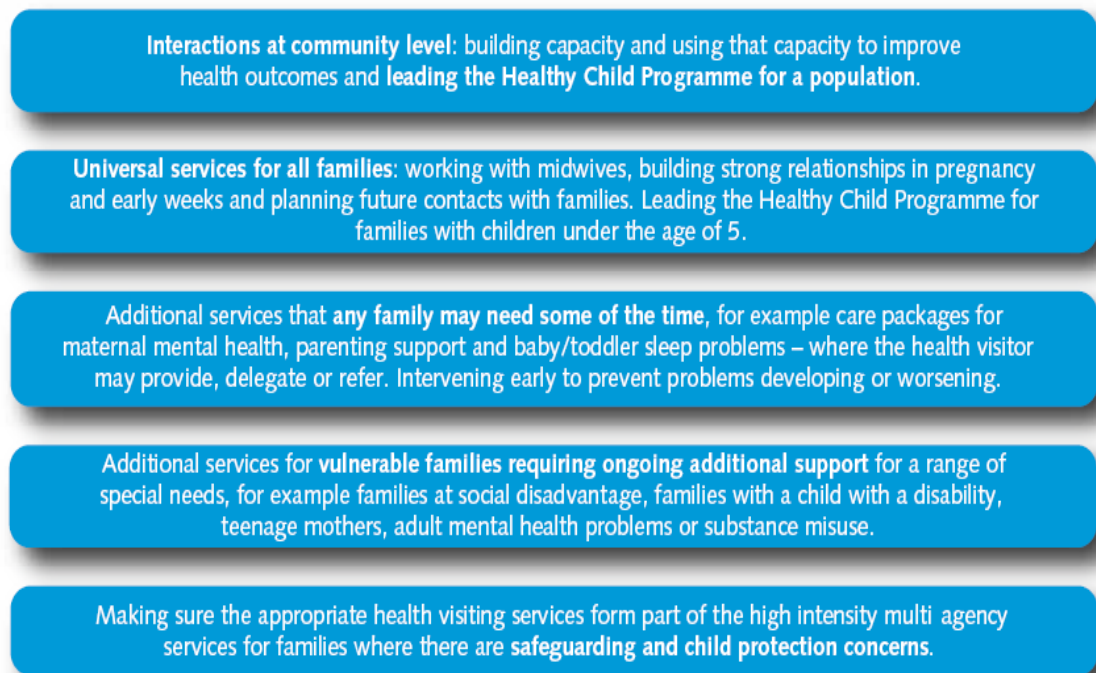 Interactions at community level: building capacity and using that capacity to improve
health outcomes and leading the Healthy Child Programme for a population.
Universal services for all families: working with midwives, building strong relationships in pregnancy
and early weeks and planning future contacts with families. Leading the Healthy Child Programme for
families with children under the age of 5.
Additional services that any family may need some of the time, for example care packages for
maternal mental health, parenting support and baby/toddler sleep problems – where the health visitor
may provide, delegate or refer. Intervening early to prevent problems developing or worsening.
Additional services for vulnerable families requiring ongoing additional support for a range of
special needs, for example families at social disadvantage, families with a child with a disability,
teenage mothers, adult mental health problems or substance misuse.
Making sure the appropriate health visiting services form part of the high intensity multi agency
services for families where there are safeguarding and child protection concerns.